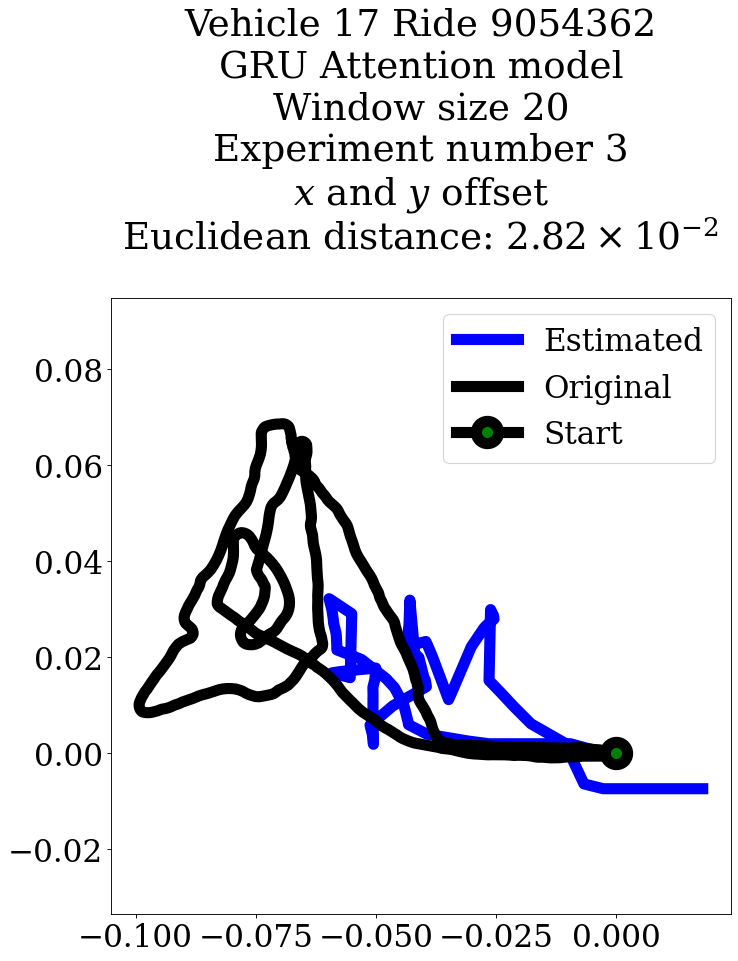 Vehicle 17 Ride 9054362
GRU Attention model
Window size 20
Experiment number 3
x and y offset
Euclidean distance: 2.82 × 10⁻²
Estimated
Original
Start
0.08
0.06
0.04
0.02
0.00
−0.02
−0.100 −0.075 −0.050 −0.025 0.000